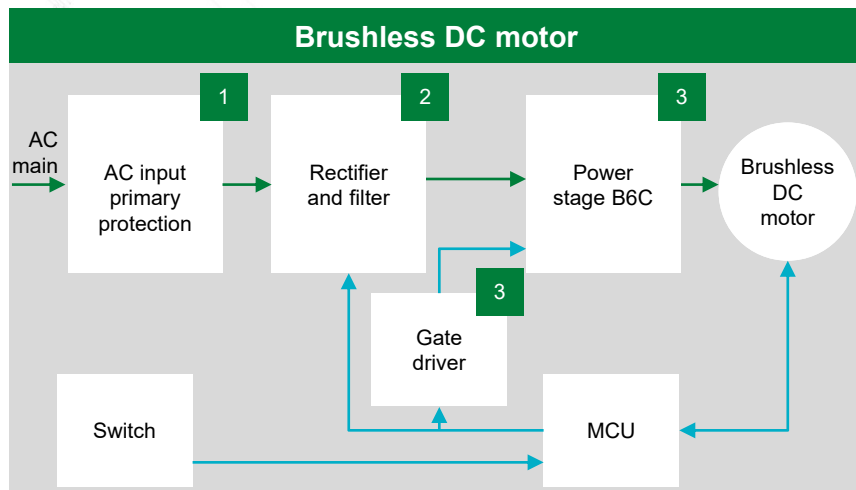 Brushless DC motor
1
2
3
AC
main
AC input
primary
protection
Rectifier
and filter
Power
stage B6C
Brushless
DC
motor
3
Gate
driver
Switch
MCU